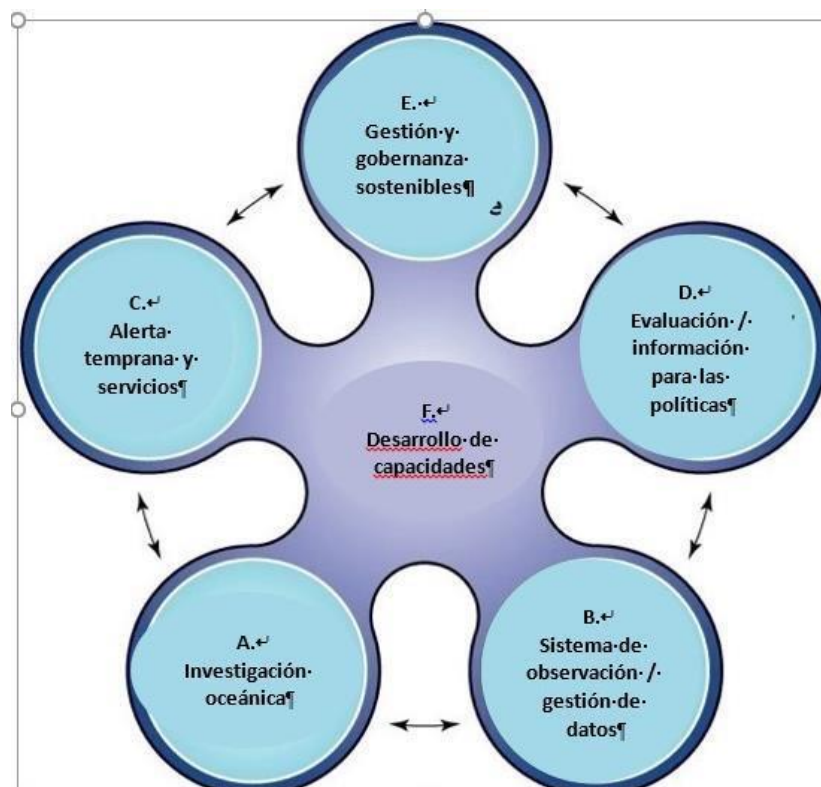 E.
Gestión y
gobernanza
sostenibles
C.
Alerta
temprana y
servicios
D.
Evaluación /
información
para las
políticas
F.
Desarrollo de
capacidades
A.
Investigación
oceánica
B.
Sistema de
observación /
gestión de
datos